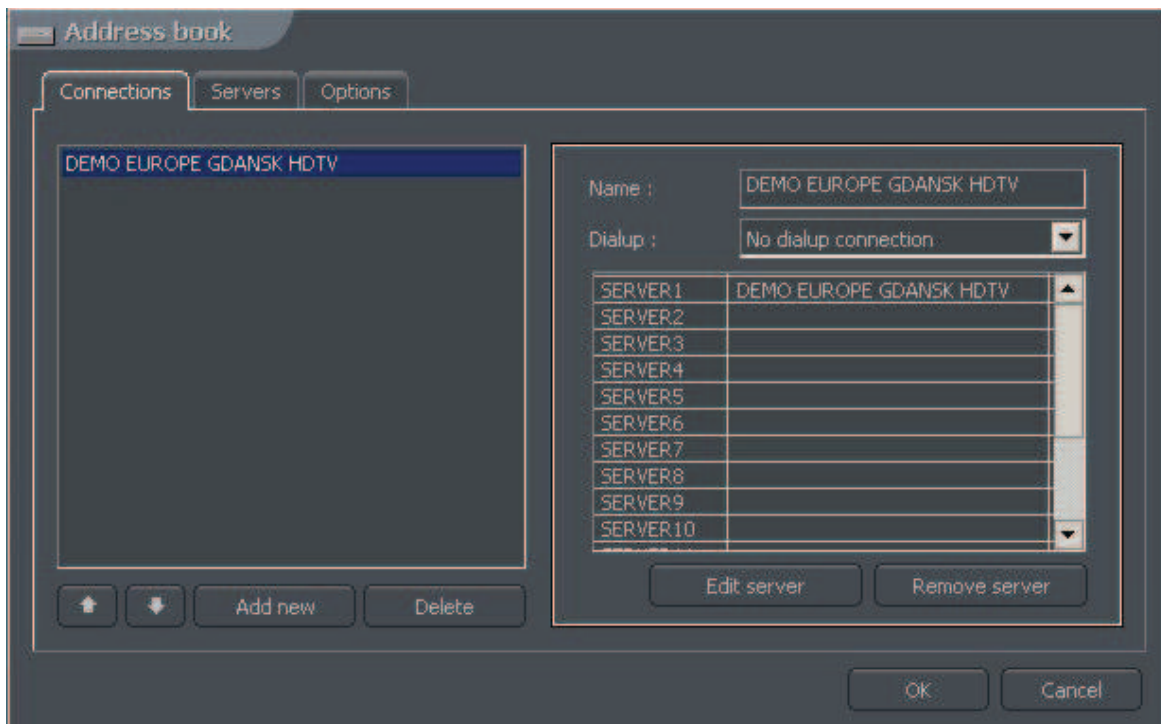 Address book
Connections Servers Options
DEMO EUROPE GDANSK HDTV
Name : DEMO EUROPE GDANSK HDTV
Dialup : No dialup connection
SERVER1 DEMO EUROPE GDANSK HDTV
SERVER2
SERVER3
SERVER4
SERVER5
SERVER6
SERVER7
SERVER8
SERVER9
SERVER10
Edit server Remove server
Add new Delete
OK Cancel